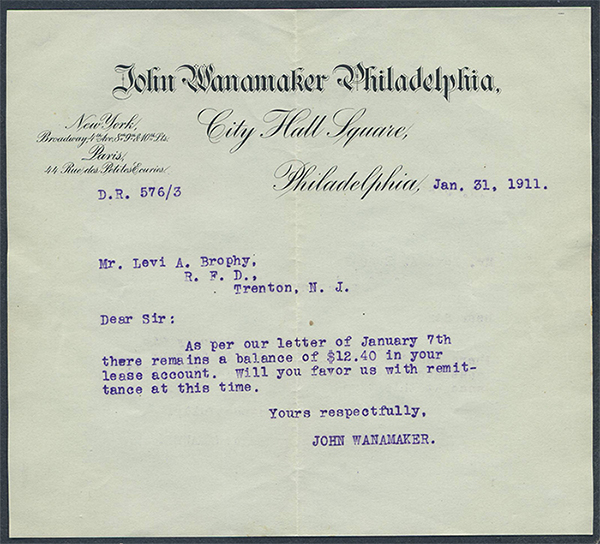 John Wanamaker Philadelphia,
City Hall Square,
New York,
Broadway, 4th Ave. 8th 9th & 10th Sts.
Paris,
44 Rue des Petites Ecuries
Philadelphia, Jan. 31, 1911.
D.R. 576/3
Mr. Levi A. Brophy,
R. F. D.,
Trenton, N. J.
Dear Sir:
As per our letter of January 7th
there remains a balance of $12.40 in your
lease account. Will you favor us with remit-
tance at this time.
Yours respectfully,
JOHN WANAMAKER.